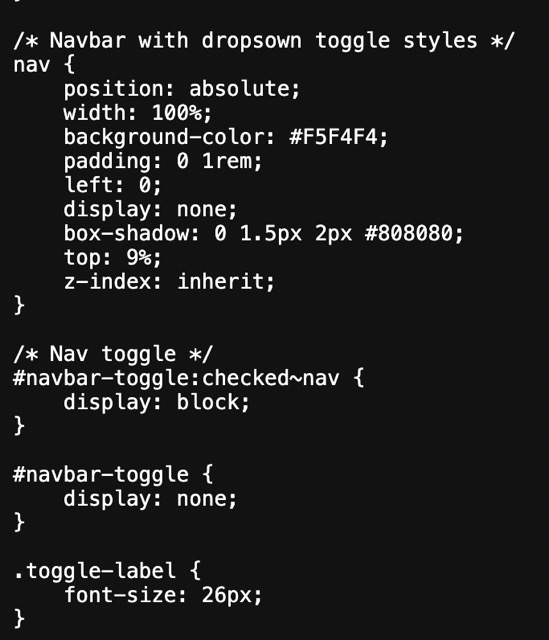 /* Navbar with dropsown toggle styles */
nav {
    position: absolute;
    width: 100%;
    background-color: #F5F4F4;
    padding: 0 1rem;
    left: 0;
    display: none;
    box-shadow: 0 1.5px 2px #808080;
    top: 9%;
    z-index: inherit;
}

/* Nav toggle */
#navbar-toggle:checked~nav {
    display: block;
}

#navbar-toggle {
    display: none;
}

.toggle-label {
    font-size: 26px;
}